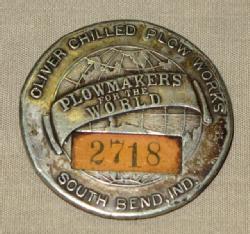 OLIVER CHILLED PLOW WORKS
PLOWMAKERS
FOR THE
WORLD
2718
SOUTH BEND, IND.